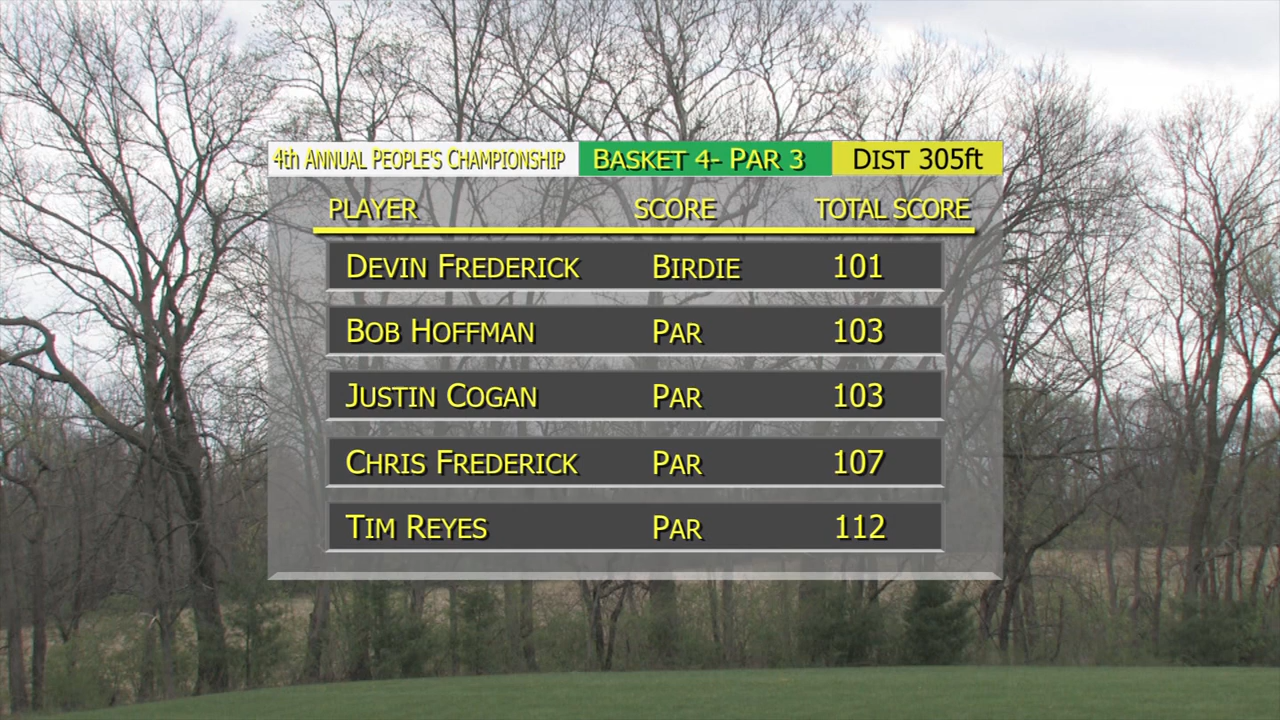 4th Annual People's Championship Basket 4- Par 3 Dist 305ft
PLAYER SCORE TOTAL SCORE
Devin Frederick Birdie 101
Bob Hoffman Par 103
Justin Cogan Par 103
Chris Frederick Par 107
Tim Reyes Par 112